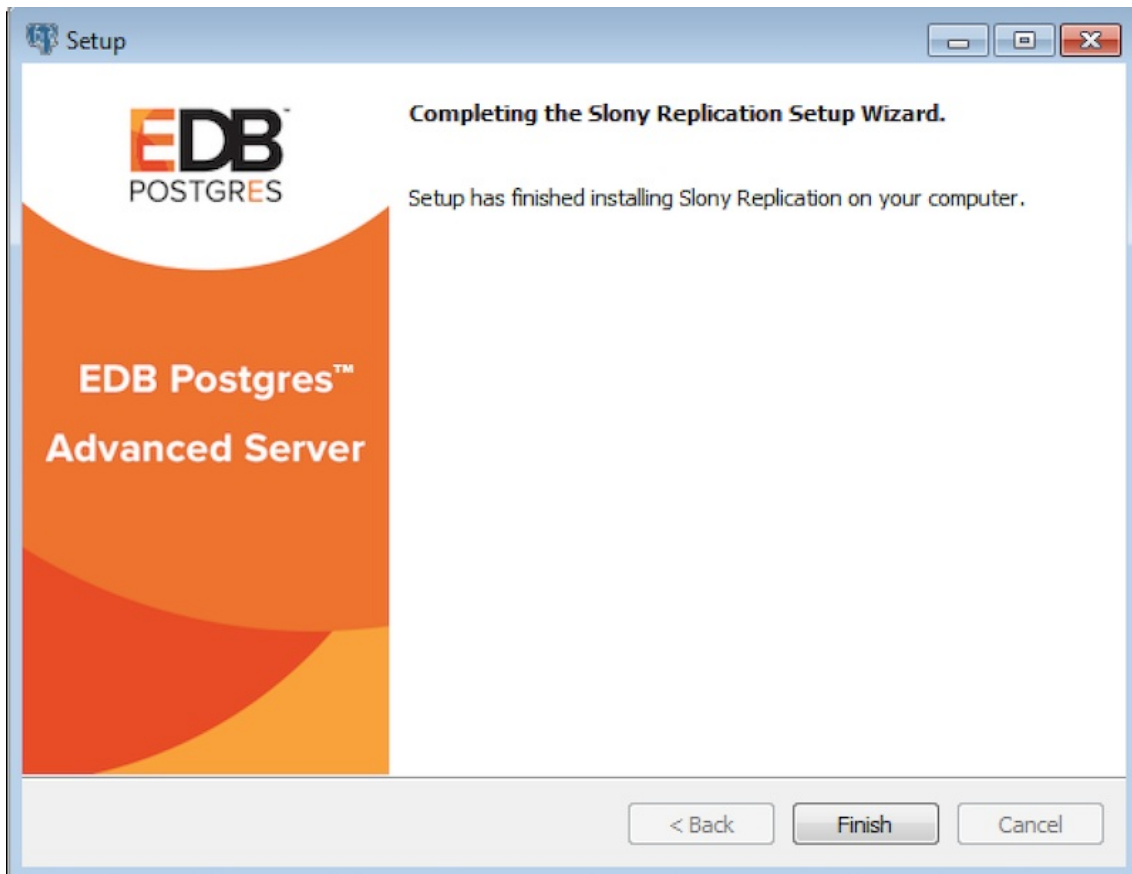 Setup
EDB™
POSTGRES
EDB Postgres™
Advanced Server
Completing the Slony Replication Setup Wizard.
Setup has finished installing Slony Replication on your computer.
< Back
Finish
Cancel